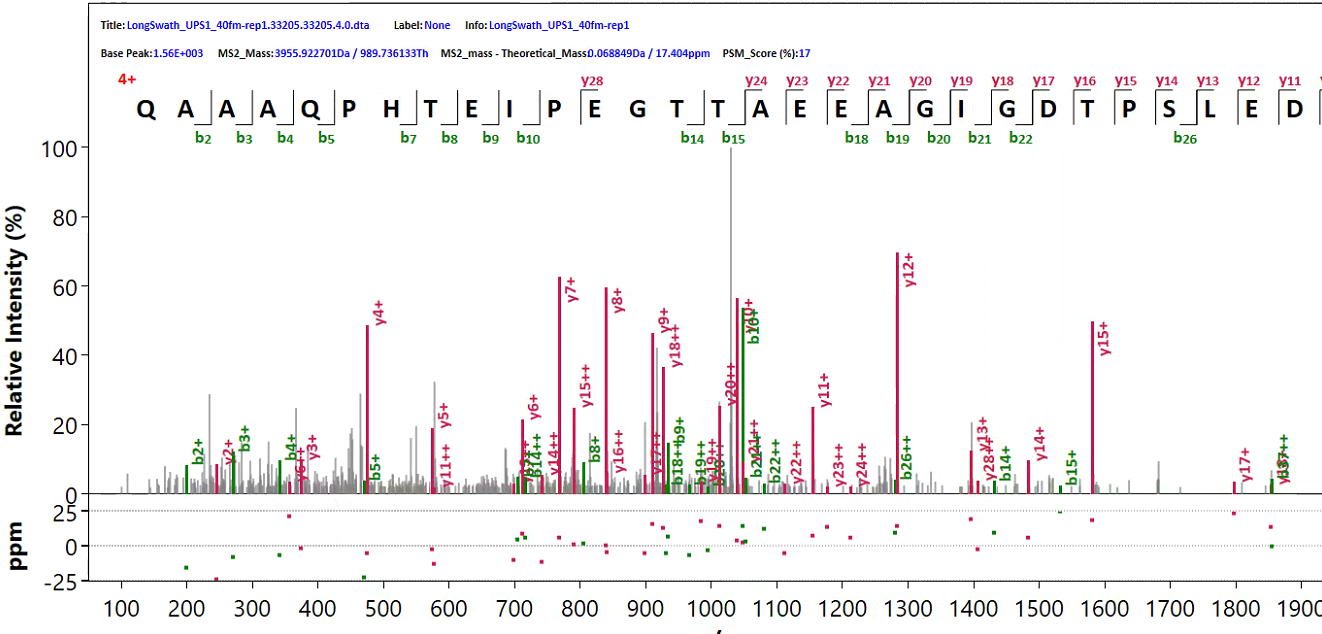 Title:LongSwath_UPS1_40fm-rep1.33205.33205.4.0.dta Label:None Info:LongSwath_UPS1_40fm-rep1
Base Peak:1.56E+003 MS2_Mass:3955.922701Da / 989.736133Th MS2_mass - Theoretical_Mass:0.068849Da / 17.404ppm PSM_Score (%):17
4+
y28 y24 y23 y22 y21 y20 y19 y18 y17 y16 y15 y14 y13 y12 y11
Q A A A Q P H T E I P E G T T A E E A G I G D T P S L E D
b2 b3 b4 b5 b7 b8 b9 b10 b14 b15 b18 b19 b20 b21 b22 b26
Relative Intensity (%)
100
80
60
40
20
0
b2+ y2+ b3+ b4+ y6++ y3+ y4+ b5+ y5+ y11++ y6+ b14++ y14++ y7+ y15++ b8+ y8+ y16++ y17++ y9+ y18++ b18++ b9+ b19++ y19++ y20++ y10+ b10+ y21++ b22++ y22++ y11+ y23++ y24++ b26++ y12+ y13+ y28++ b14+ y14+ b15+ y15+ y17+
ppm
25
0
-25
100 200 300 400 500 600 700 800 900 1000 1100 1200 1300 1400 1500 1600 1700 1800 1900